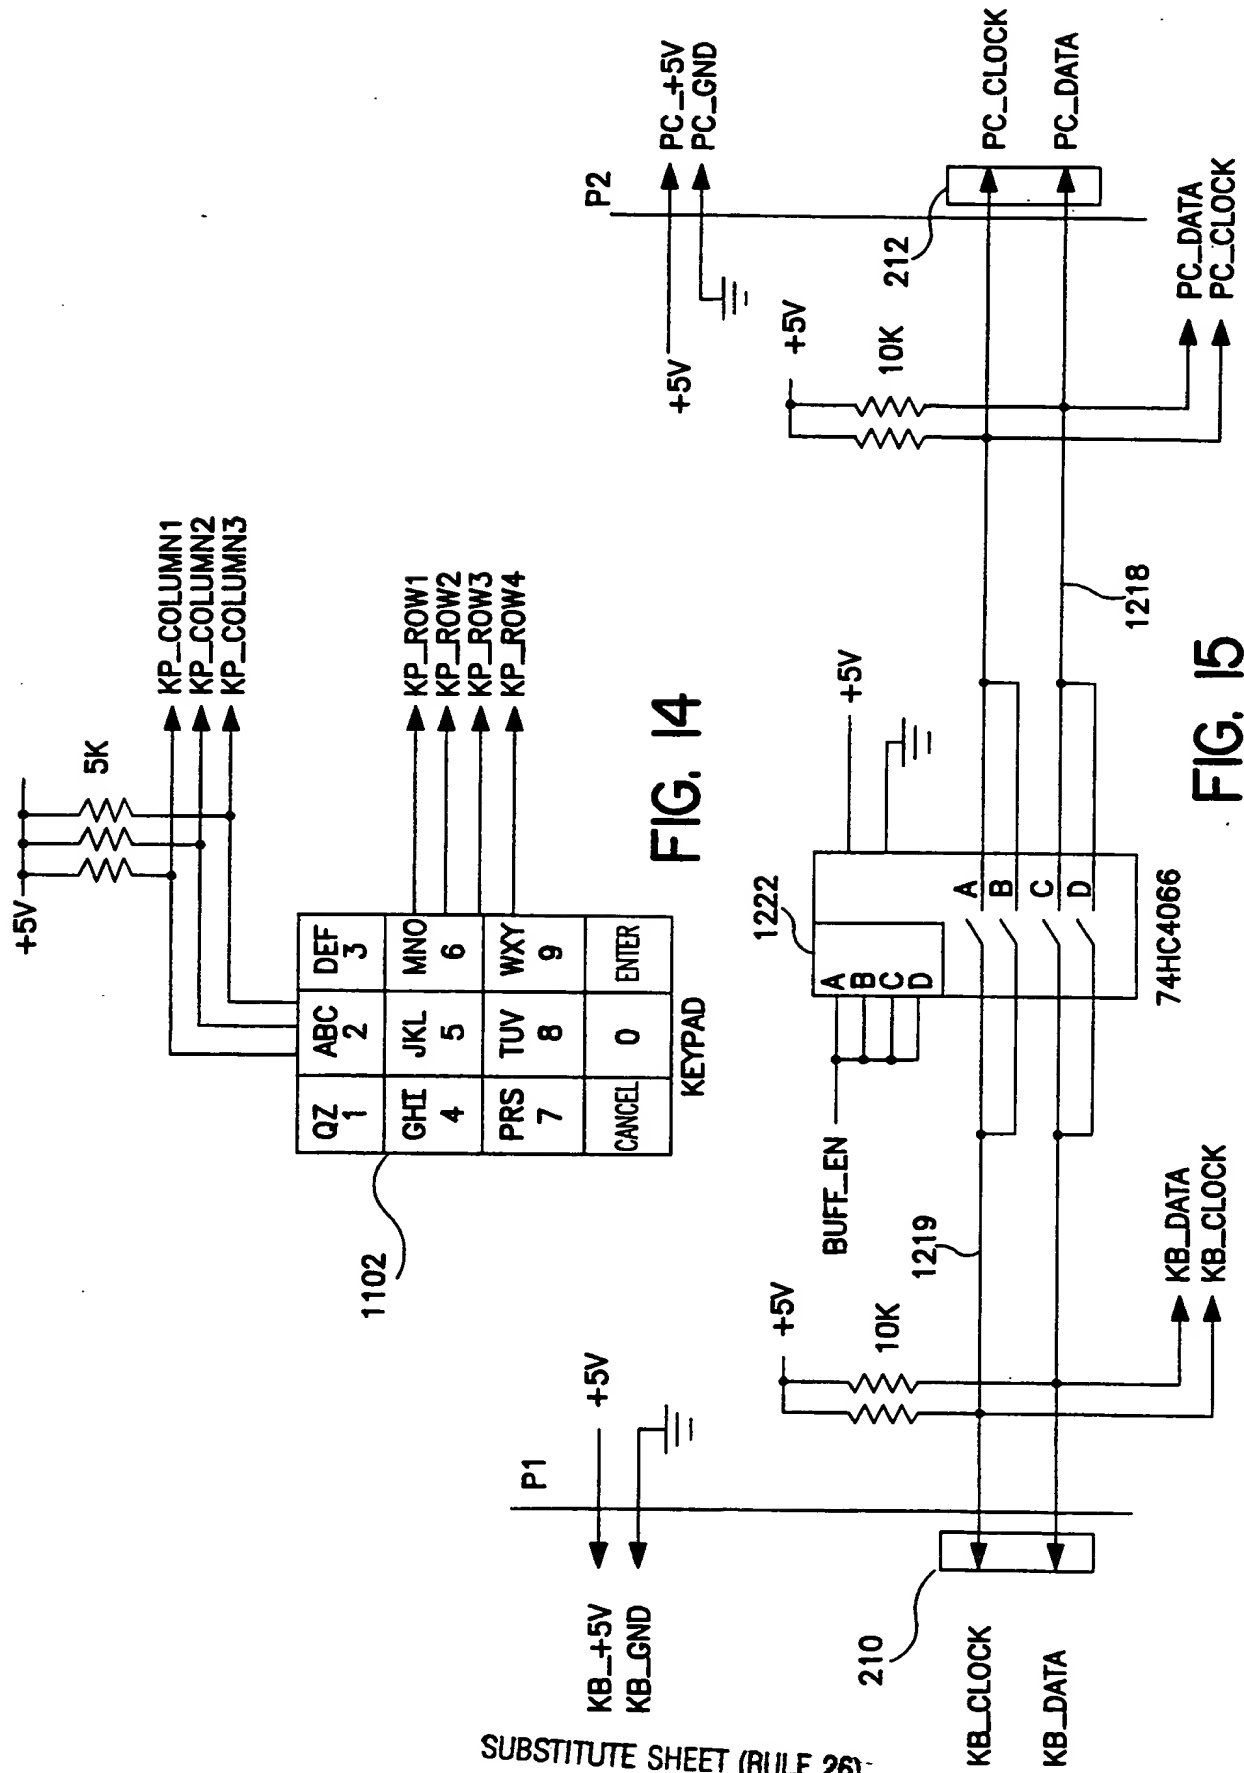 +5V
5K
KP_COLUMN1
KP_COLUMN2
KP_COLUMN3
QZ
1
ABC
2
DEF
3
GHI
4
JKL
5
MNO
6
PRS
7
TUV
8
WXY
9
CANCEL
0
ENTER
KEYPAD
1102
KP_ROW1
KP_ROW2
KP_ROW3
KP_ROW4
FIG. 14
P1
KB_+5V
+5V
KB_GND
P2
+5V
PC_+5V
PC_GND
210
KB_CLOCK
KB_DATA
+5V
10K
KB_DATA
KB_CLOCK
1219
BUFF_EN
1222
A
B
C
D
A
B
C
D
74HC4066
+5V
1218
+5V
10K
212
PC_CLOCK
PC_DATA
PC_DATA
PC_CLOCK
FIG. 15
SUBSTITUTE SHEET (RULE 26)